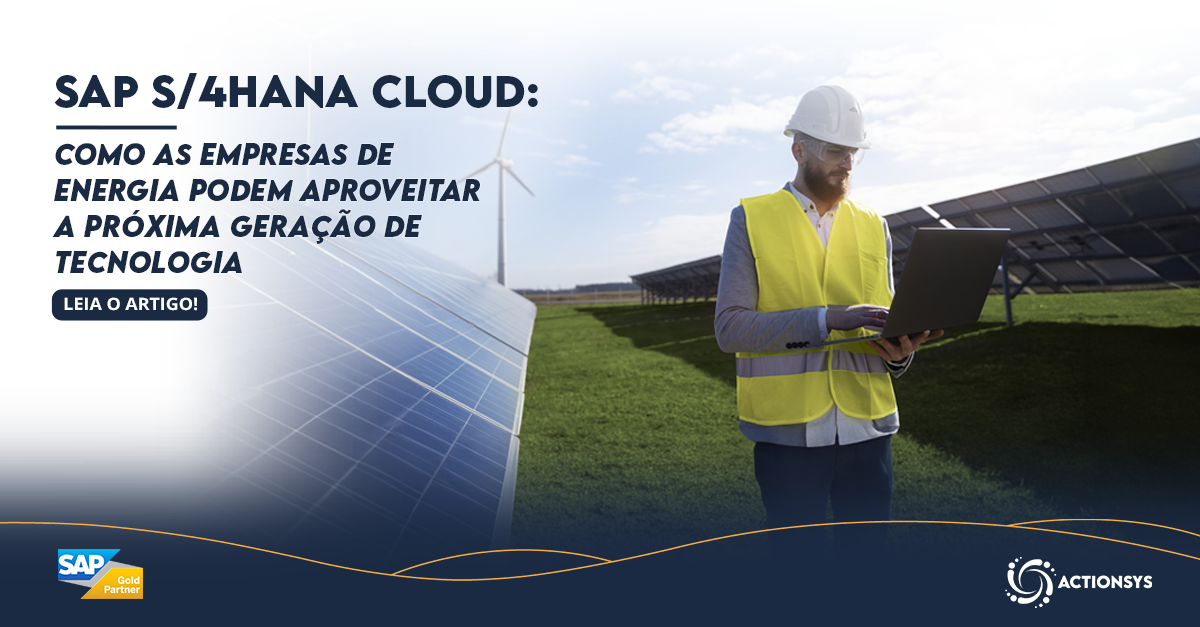 SAP S/4HANA CLOUD:
COMO AS EMPRESAS DE
ENERGIA PODEM APROVEITAR
A PRÓXIMA GERAÇÃO DE
TECNOLOGIA
LEIA O ARTIGO!
SAP
Gold
Partner
ACTIONSYS